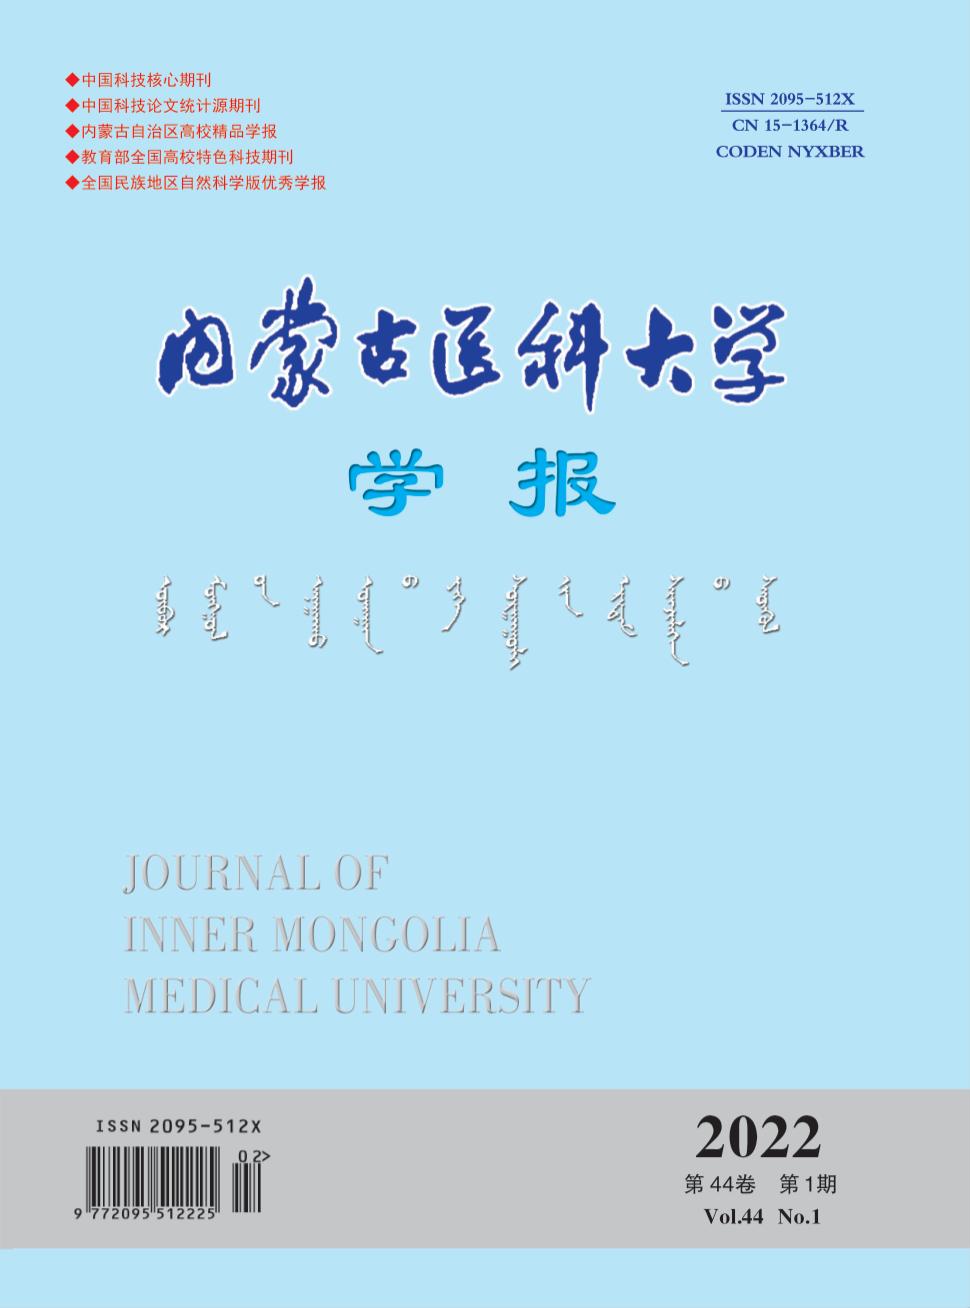 ◆中国科技核心期刊
◆中国科技论文统计源期刊
◆内蒙古自治区高校精品学报
◆教育部全国高校特色科技期刊
◆全国民族地区自然科学版优秀学报
ISSN 2095-512X
CN 15-1364/R
CODEN NYXBER
内蒙古医科大学
学报
JOURNAL OF
INNER MONGOLIA
MEDICAL UNIVERSITY
ISSN 2095-512X
02>
9 772095 512225
2022
第44卷 第1期
Vol.44 No.1